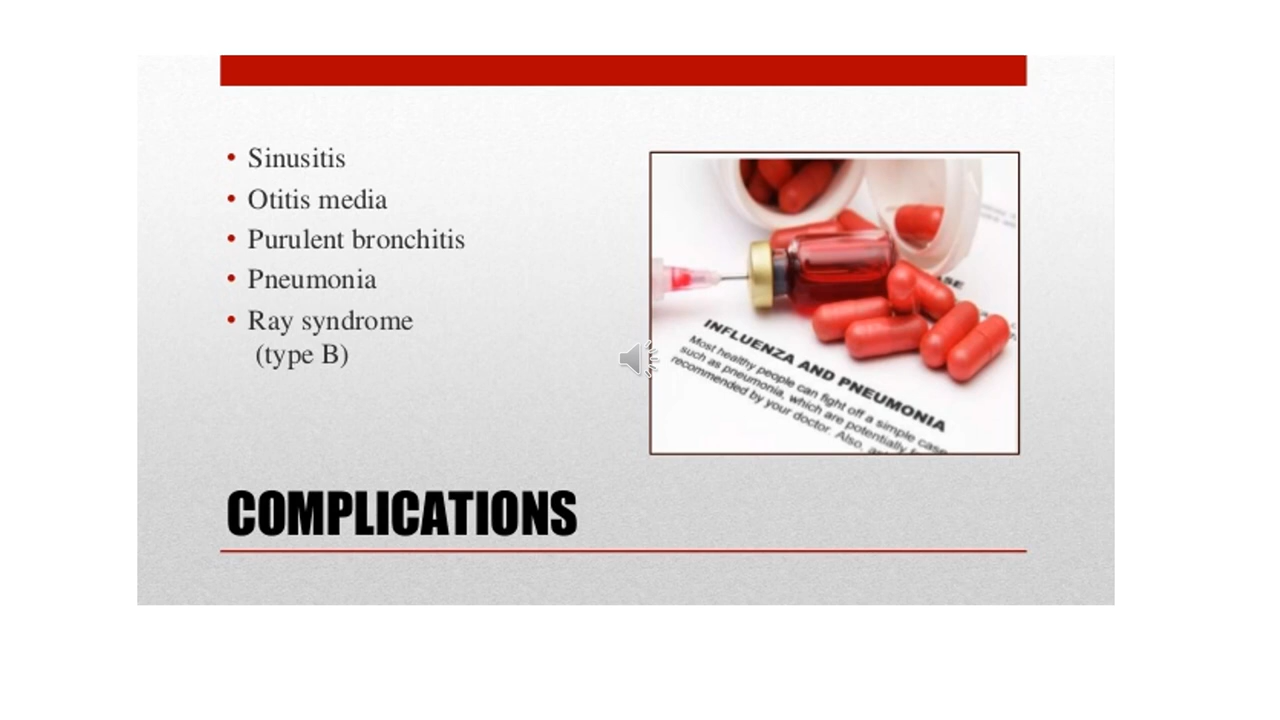 • Sinusitis
• Otitis media
• Purulent bronchitis
• Pneumonia
• Ray syndrome
(type B)
ASE
INFLUENZA AND PNEUMONIA
Most healthy people can fight off a simple case
such as pneumonia, which are potentially
recommended by your doctor. Also,
COMPLICATIONS